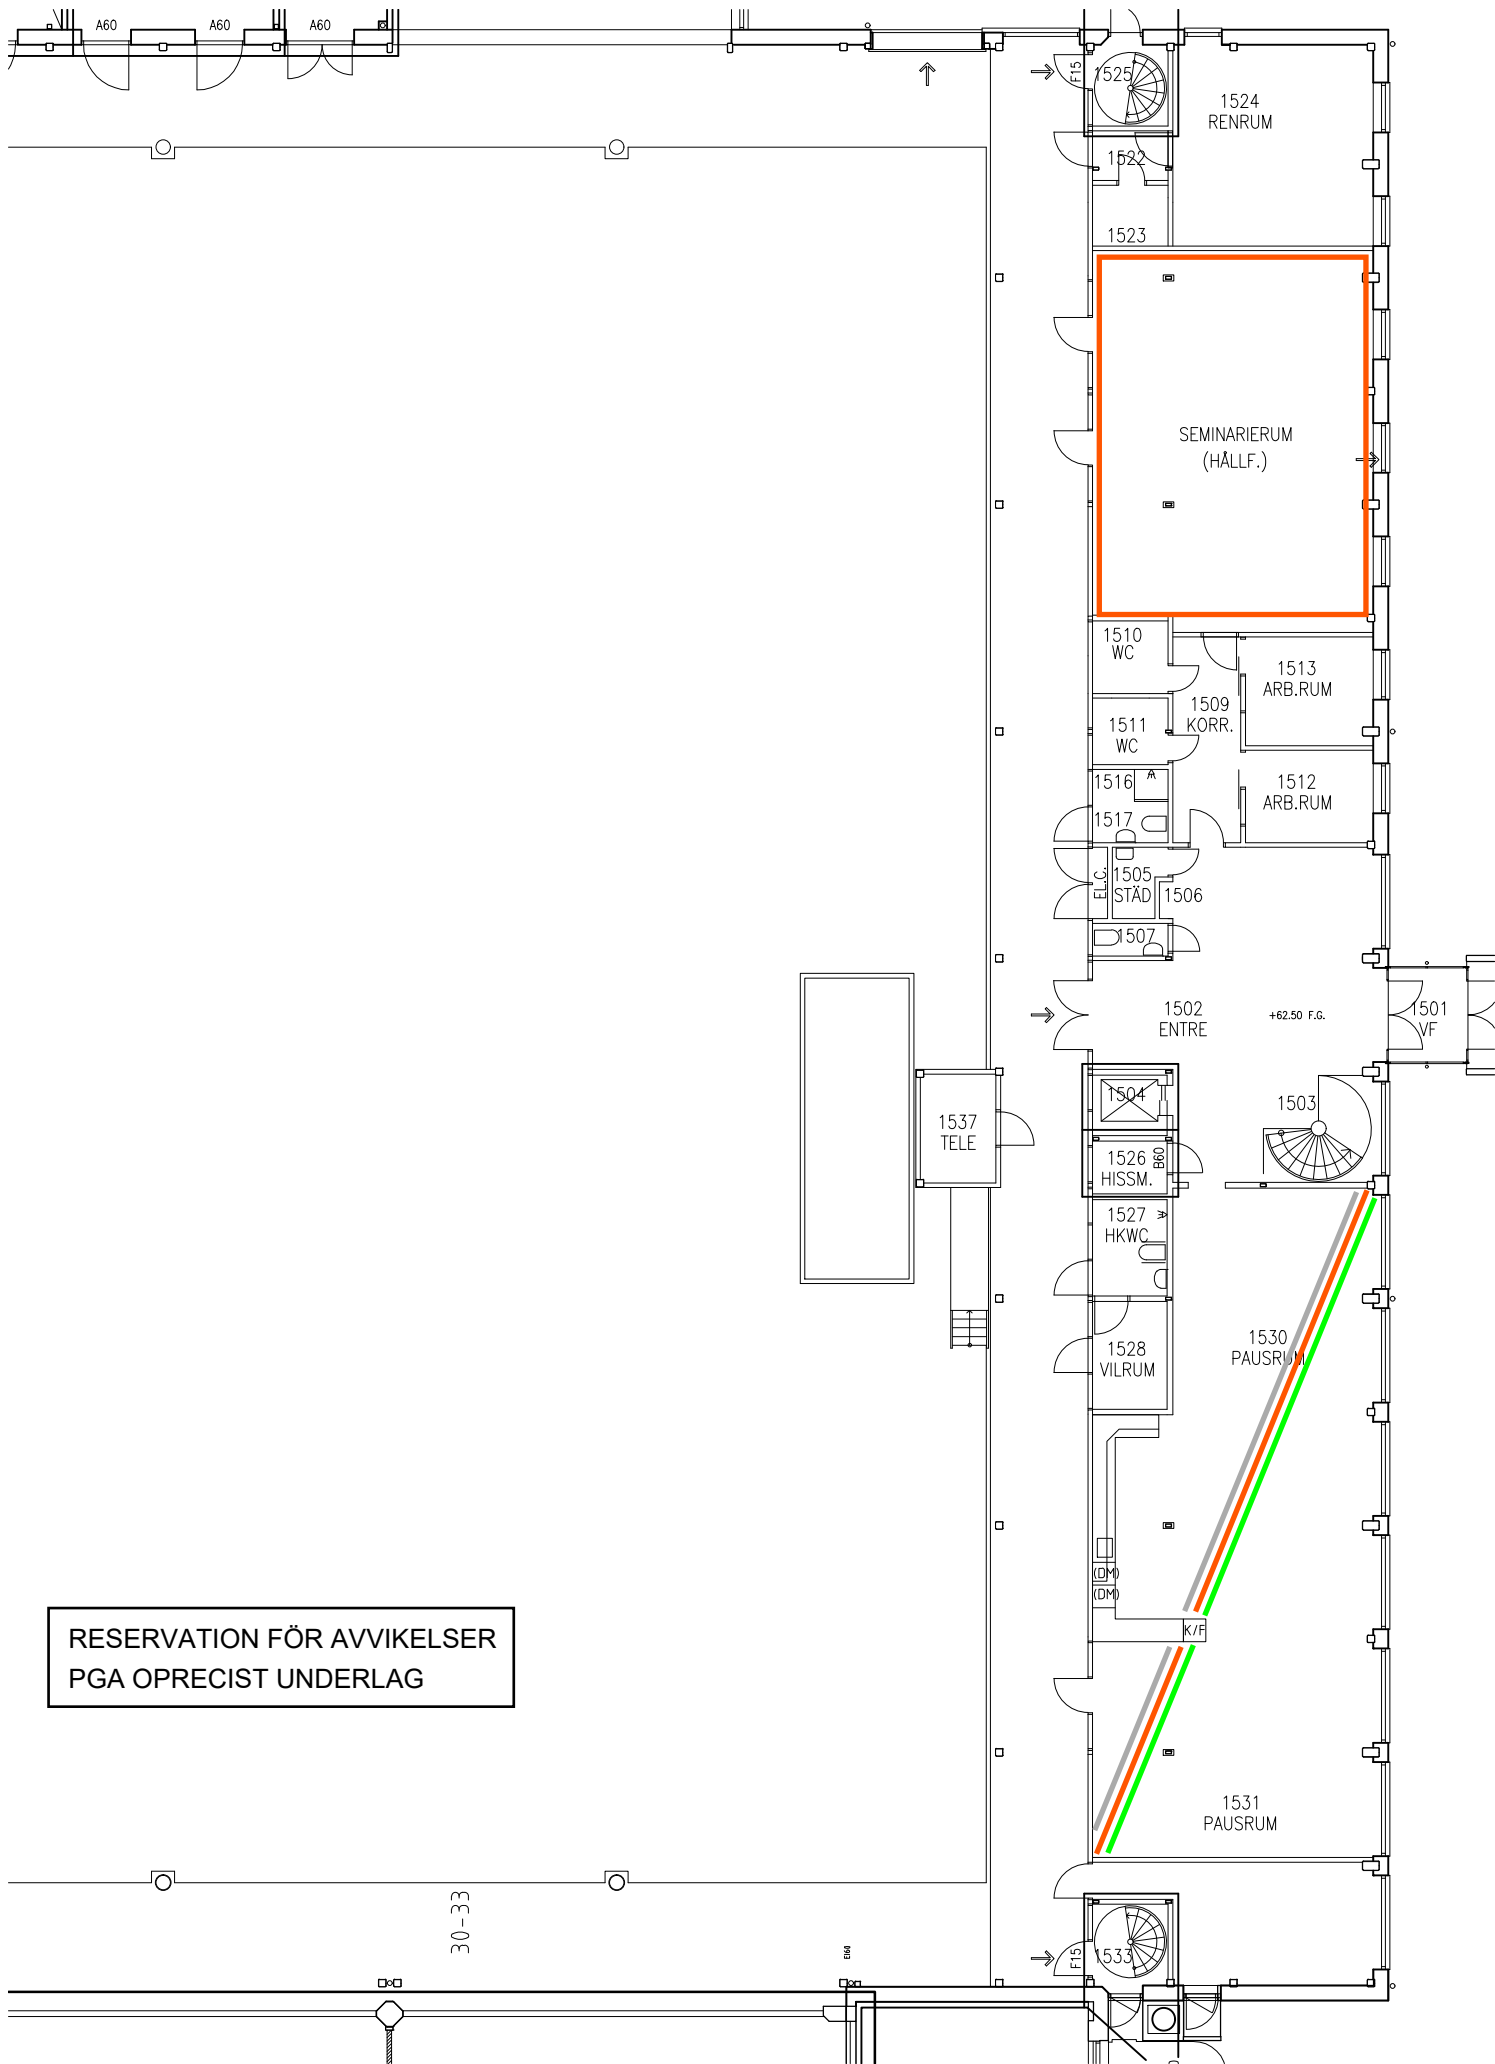 A60
A60
A60
F15
1525
1524
RENRUM
1522
1523
SEMINARIERUM
(HÅLLF.)
1510
WC
1513
ARB.RUM
1509
KORR.
1511
WC
1516
1512
ARB.RUM
1517
EL.C.
1505
STÄD
1506
1507
1502
ENTRE
+62.50 F.G.
1501
VF
1504
1503
1537
TELE
1526
HISSM.
B60
1527
HKWC
1530
PAUSRUM
1528
VILRUM
(DM)
(DM)
K/F
RESERVATION FÖR AVVIKELSER
PGA OPRECIST UNDERLAG
1531
PAUSRUM
30-33
EI60
F15
1533